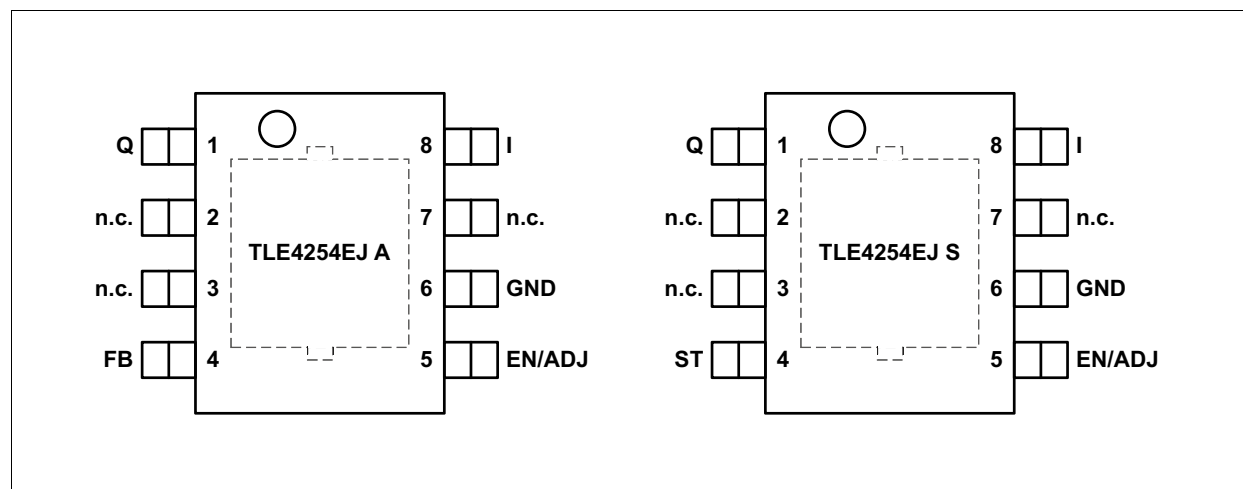 Q 1 8 I
n.c. 2 7 n.c.
TLE4254EJ A
n.c. 3 6 GND
FB 4 5 EN/ADJ
Q 1 8 I
n.c. 2 7 n.c.
TLE4254EJ S
n.c. 3 6 GND
ST 4 5 EN/ADJ